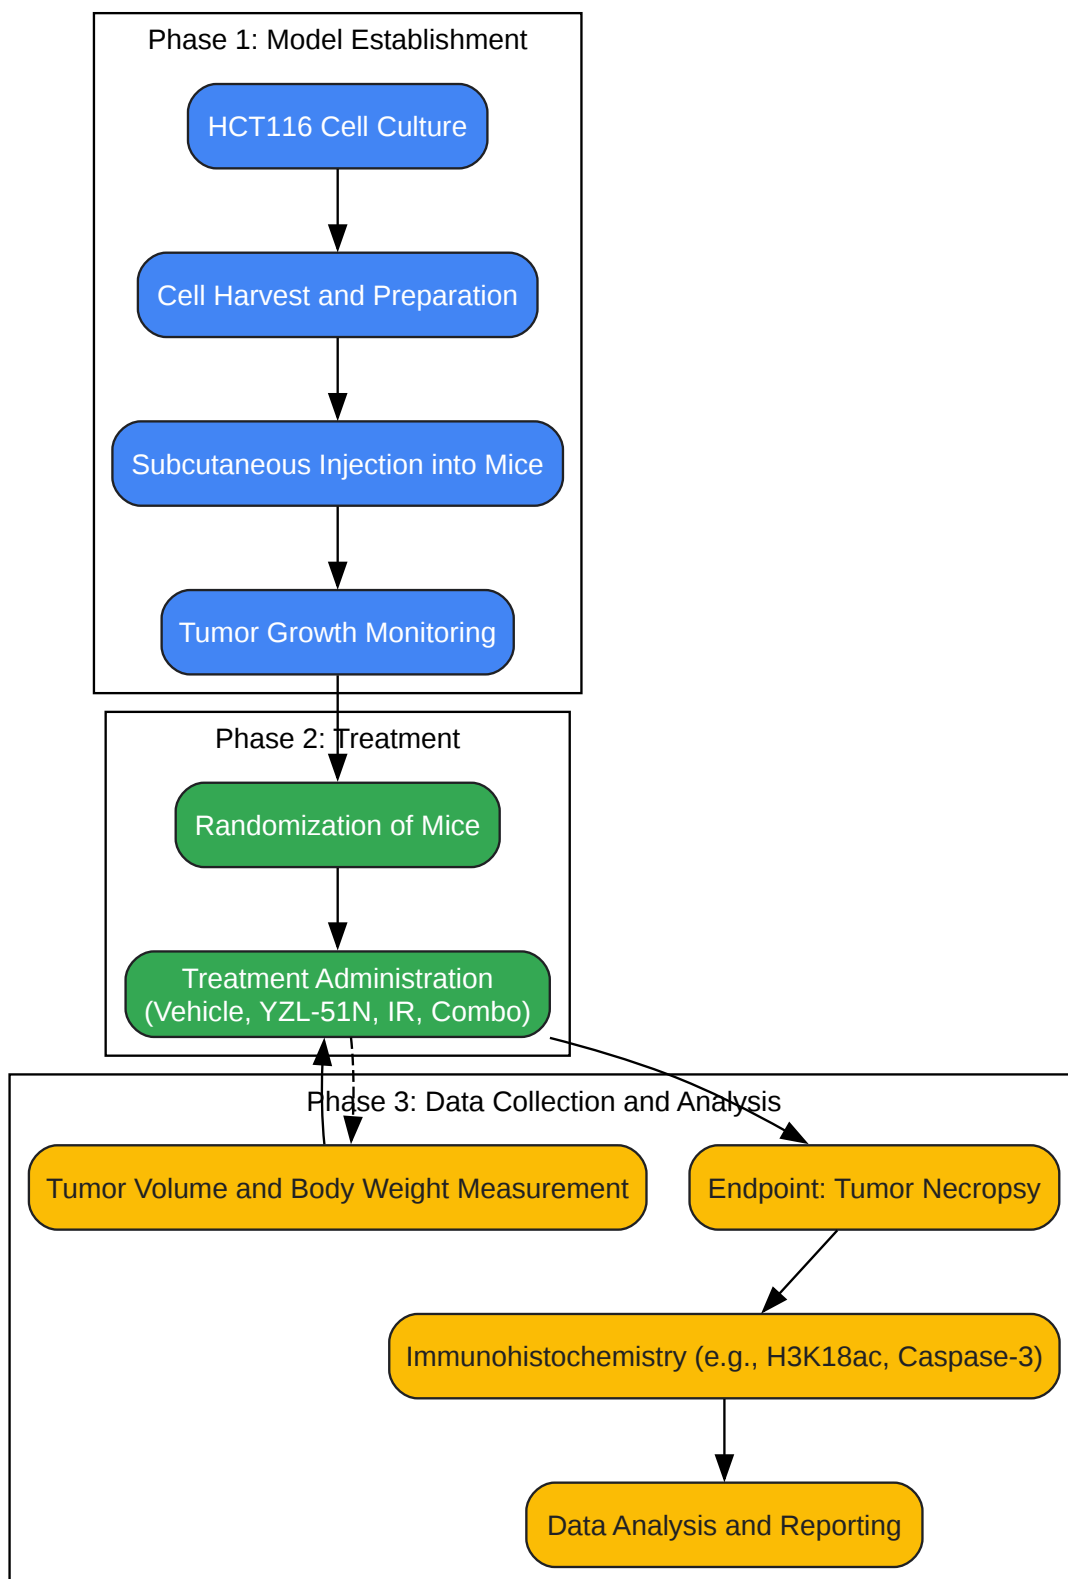 Phase 1: Model Establishment
HCT116 Cell Culture
Cell Harvest and Preparation
Subcutaneous Injection into Mice
Tumor Growth Monitoring
Phase 2: Treatment
Randomization of Mice
Treatment Administration
(Vehicle, YZL-51N, IR, Combo)
Phase 3: Data Collection and Analysis
Tumor Volume and Body Weight Measurement
Endpoint: Tumor Necropsy
Immunohistochemistry (e.g., H3K18ac, Caspase-3)
Data Analysis and Reporting